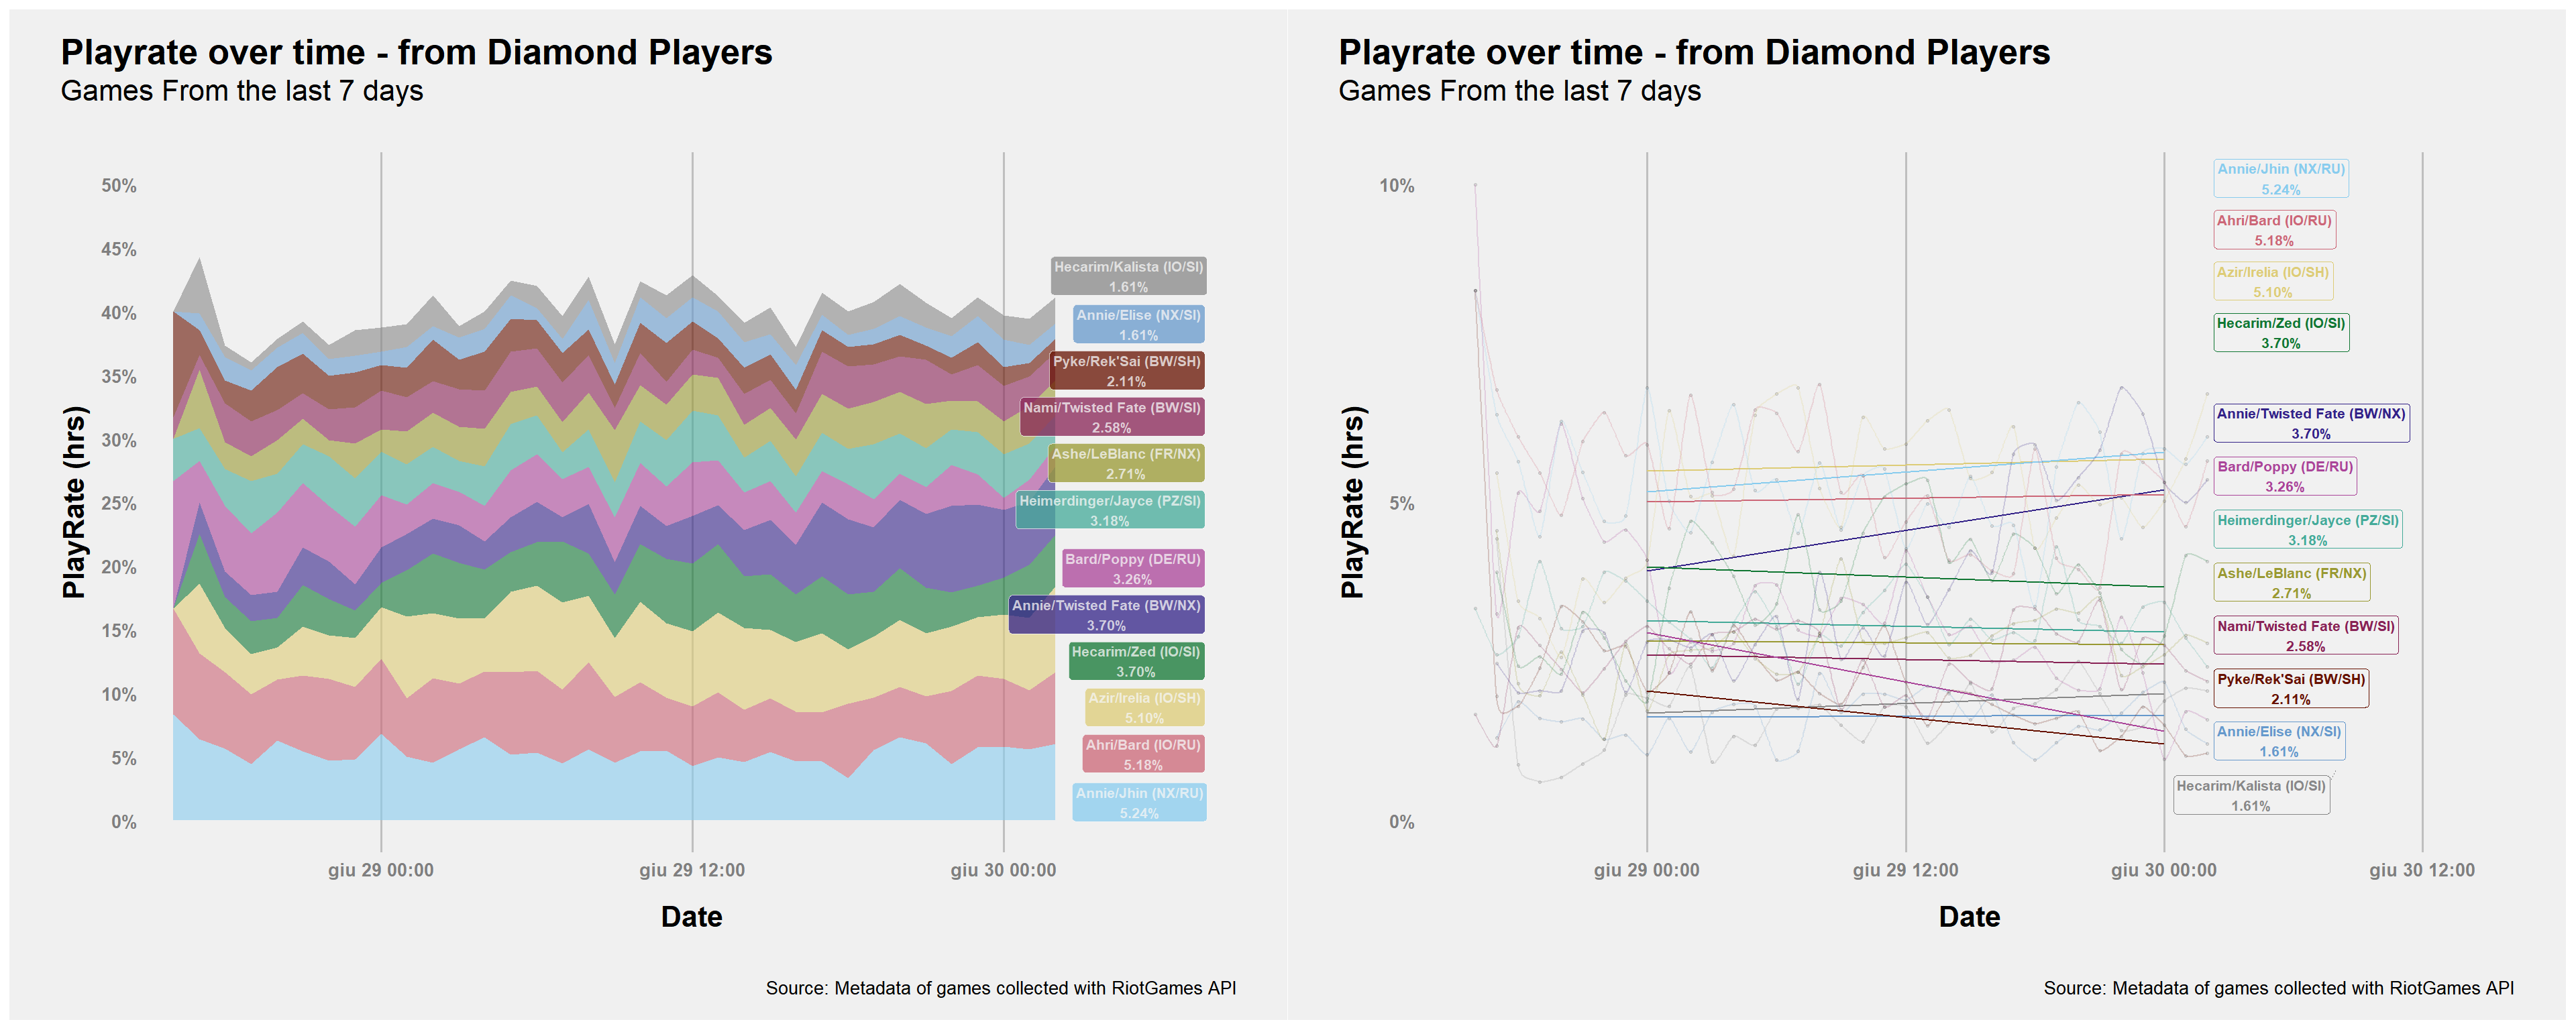 Playrate over time - from Diamond Players
Games From the last 7 days
PlayRate (hrs)
50%
45%
40%
35%
30%
25%
20%
15%
10%
5%
0%
Hecarim/Kalista (IO/SI)
1.61%
Annie/Elise (NX/SI)
1.61%
Pyke/Rek'Sai (BW/SH)
2.11%
Nami/Twisted Fate (BW/SI)
2.58%
Ashe/LeBlanc (FR/NX)
2.71%
Heimerdinger/Jayce (PZ/SI)
3.18%
Bard/Poppy (DE/RU)
3.26%
Annie/Twisted Fate (BW/NX)
3.70%
Hecarim/Zed (IO/SI)
3.70%
Azir/Irelia (IO/SH)
5.10%
Ahri/Bard (IO/RU)
5.18%
Annie/Jhin (NX/RU)
5.24%
giu 29 00:00
giu 29 12:00
giu 30 00:00
Date
Source: Metadata of games collected with RiotGames API
Playrate over time - from Diamond Players
Games From the last 7 days
PlayRate (hrs)
10%
5%
0%
Annie/Jhin (NX/RU)
5.24%
Ahri/Bard (IO/RU)
5.18%
Azir/Irelia (IO/SH)
5.10%
Hecarim/Zed (IO/SI)
3.70%
Annie/Twisted Fate (BW/NX)
3.70%
Bard/Poppy (DE/RU)
3.26%
Heimerdinger/Jayce (PZ/SI)
3.18%
Ashe/LeBlanc (FR/NX)
2.71%
Nami/Twisted Fate (BW/SI)
2.58%
Pyke/Rek'Sai (BW/SH)
2.11%
Annie/Elise (NX/SI)
1.61%
Hecarim/Kalista (IO/SI)
1.61%
giu 29 00:00
giu 29 12:00
giu 30 00:00
giu 30 12:00
Date
Source: Metadata of games collected with RiotGames API